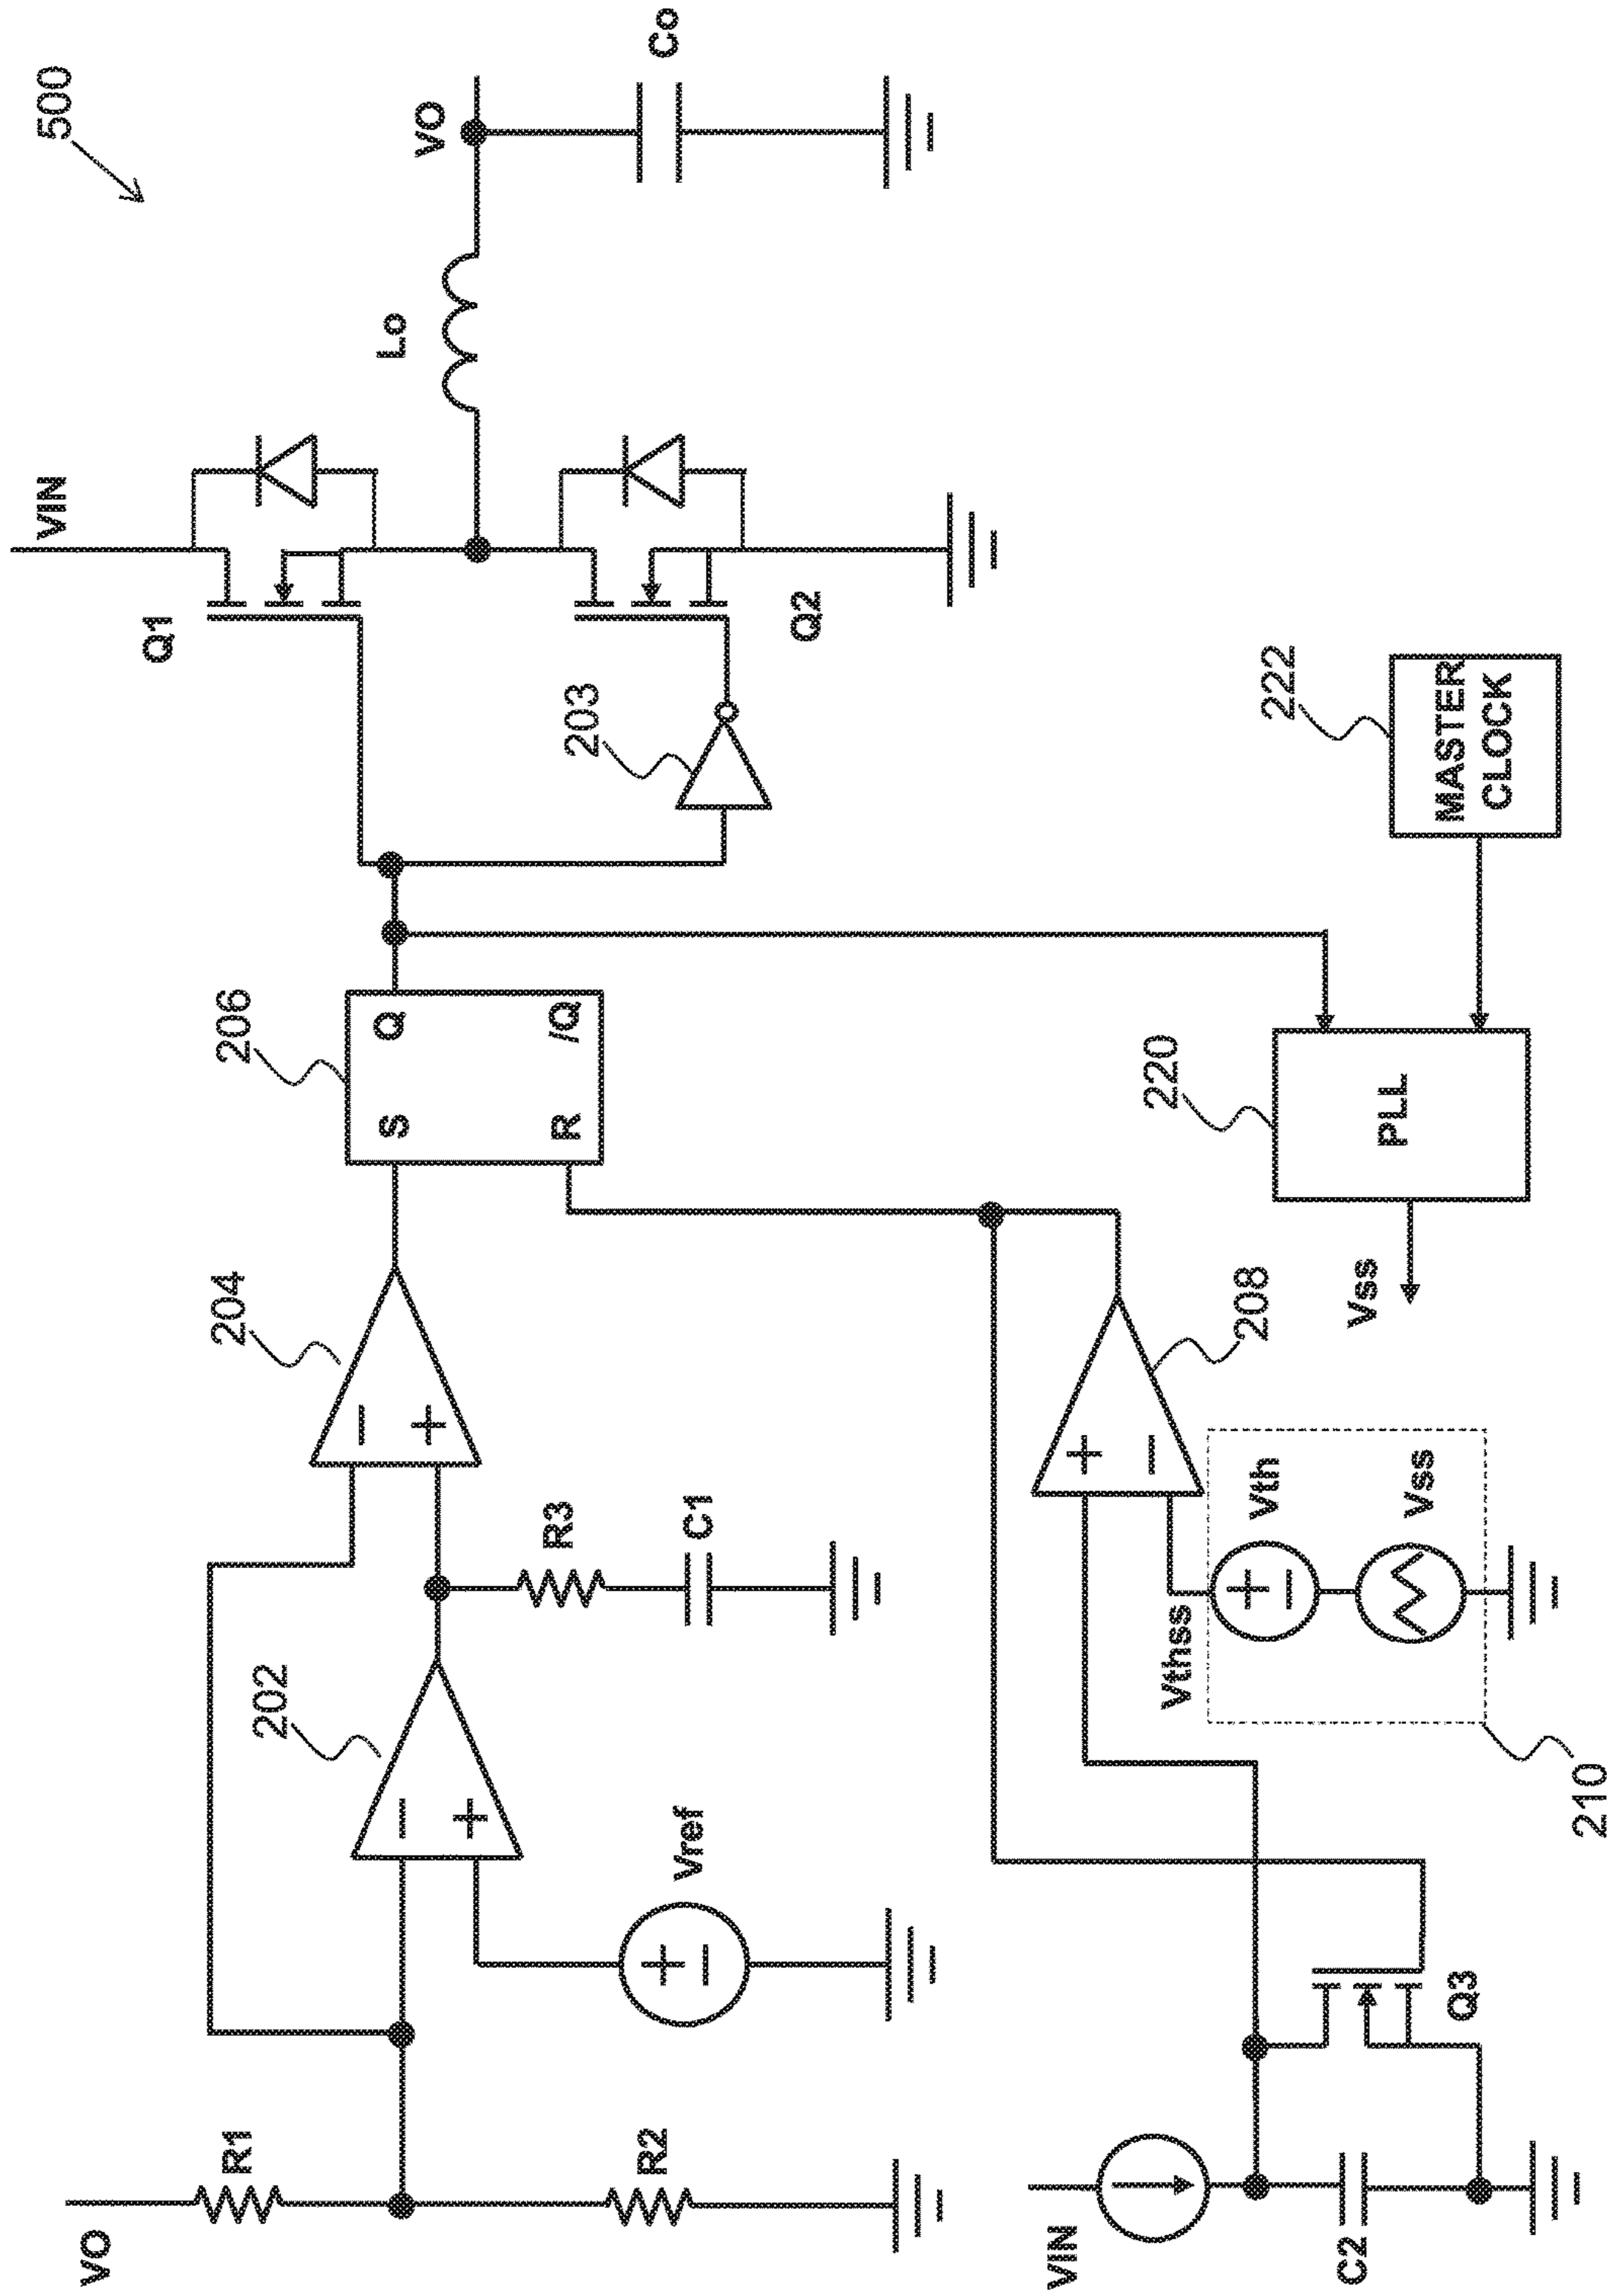 500
VIN
VO
Co
Lo
Q1
Q2
203
206
S
Q
R
/Q
204
−
+
202
−
+
R3
C1
Vref
+
−
VO
R1
R2
222
MASTER
CLOCK
220
PLL
Vss
208
+
−
Vthss
Vth
+
−
Vss
210
VIN
C2
Q3